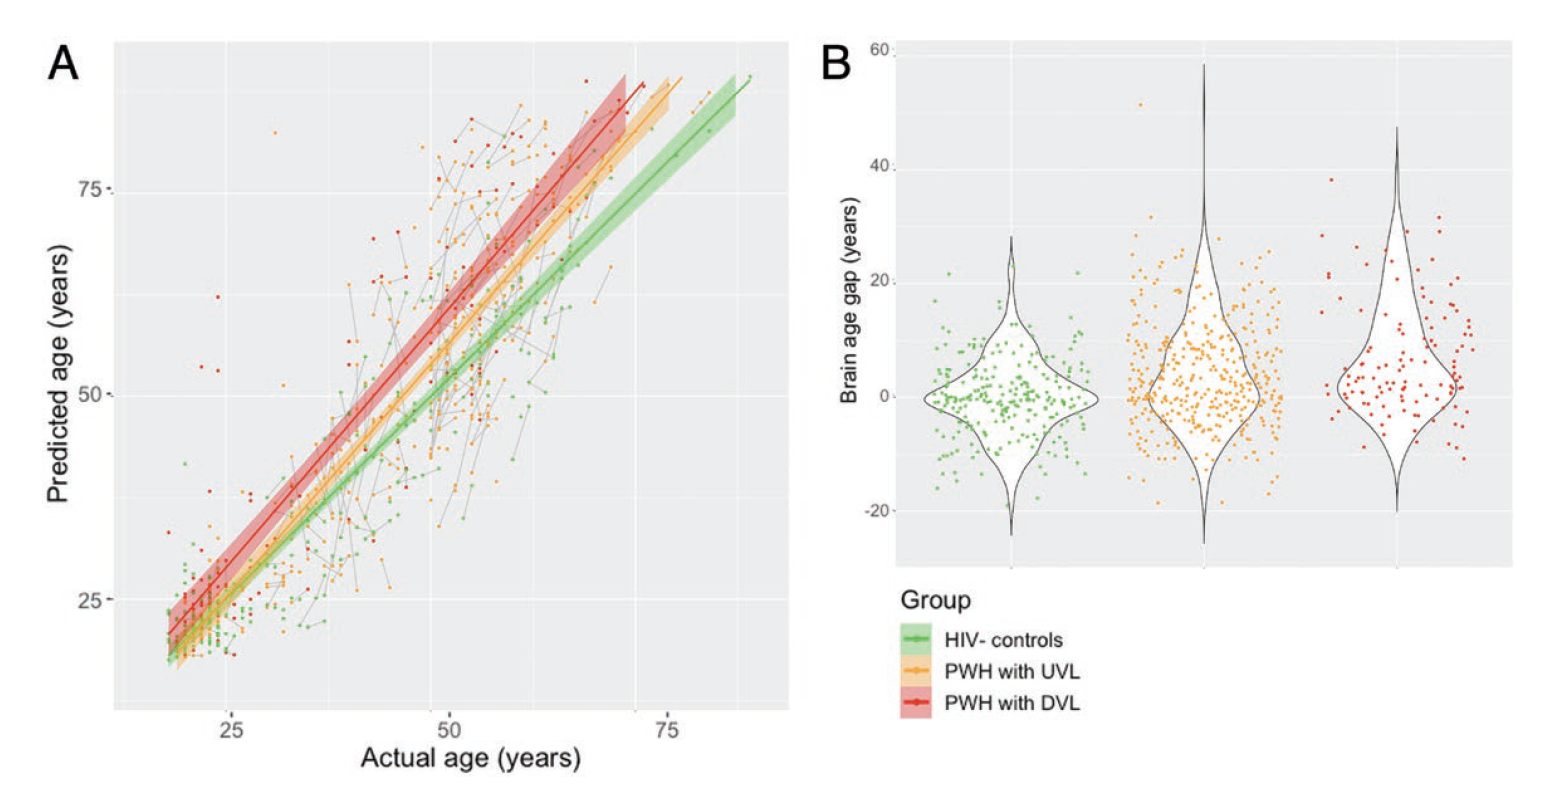 A
Predicted age (years)
75
50
25
25 50 75
Actual age (years)
B
Brain age gap (years)
60
40
20
0
-20
Group
HIV- controls
PWH with UVL
PWH with DVL